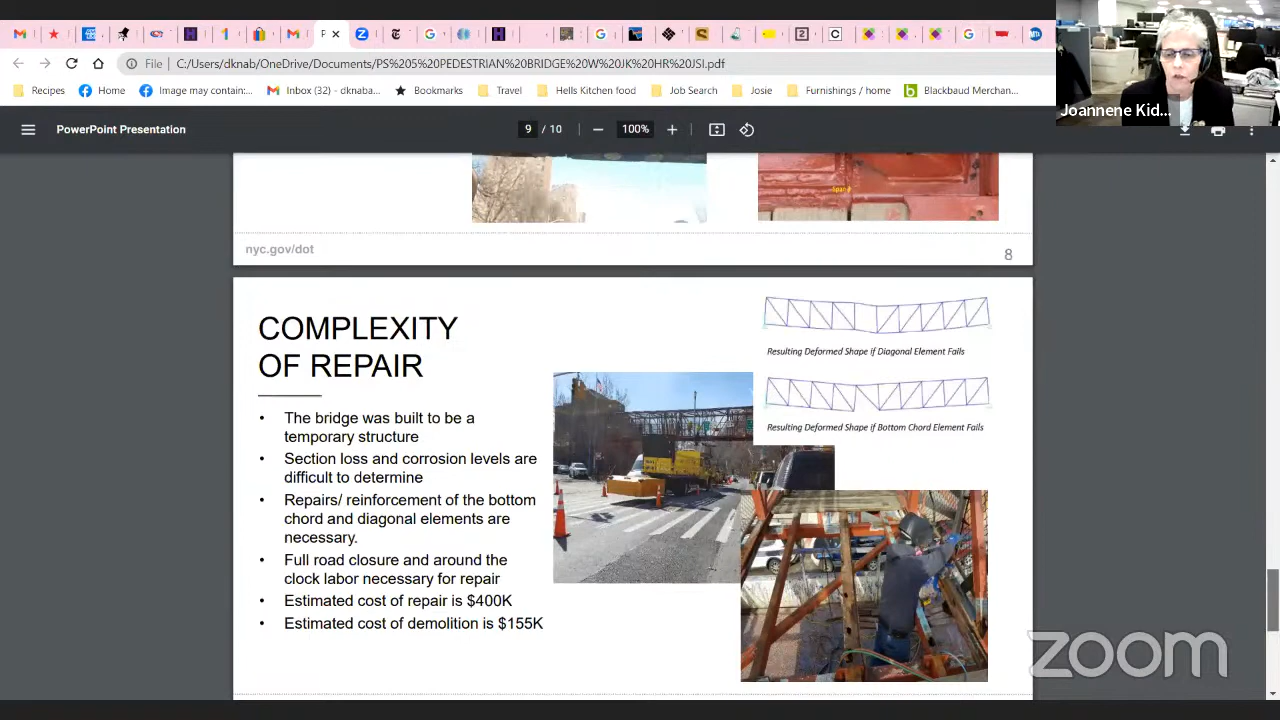 File
C:/Users/dknab/OneDrive/Documents/PS%205%20PEDESTRIAN%20BRIDGE%20W%20JK%20HR%20JSI.pdf
Recipes
Home
Image may contain:...
Inbox (32) - dknaba...
Bookmarks
Travel
Hells Kitchen food
Job Search
Josie
Furnishings / home
Blackbaud Merchan...
Joannene Kid...
PowerPoint Presentation
9 / 10
100%
nyc.gov/dot
8
COMPLEXITY
OF REPAIR
• The bridge was built to be a
temporary structure
• Section loss and corrosion levels are
difficult to determine
• Repairs/ reinforcement of the bottom
chord and diagonal elements are
necessary.
• Full road closure and around the
clock labor necessary for repair
• Estimated cost of repair is $400K
• Estimated cost of demolition is $155K
Resulting Deformed Shape if Diagonal Element Fails
Resulting Deformed Shape if Bottom Chord Element Fails
zoom